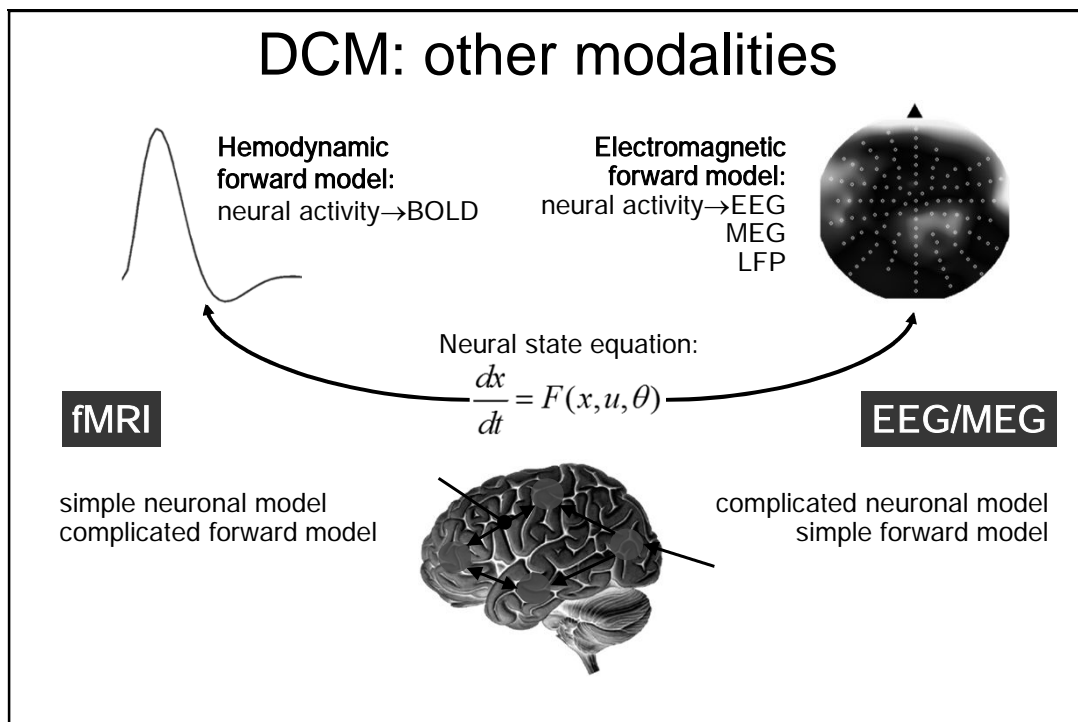 DCM: other modalities
Hemodynamic
forward model:
neural activity→BOLD
Electromagnetic
forward model:
neural activity→EEG
MEG
LFP
Neural state equation:
dx/dt = F(x,u,θ)
fMRI
EEG/MEG
simple neuronal model
complicated forward model
complicated neuronal model
simple forward model